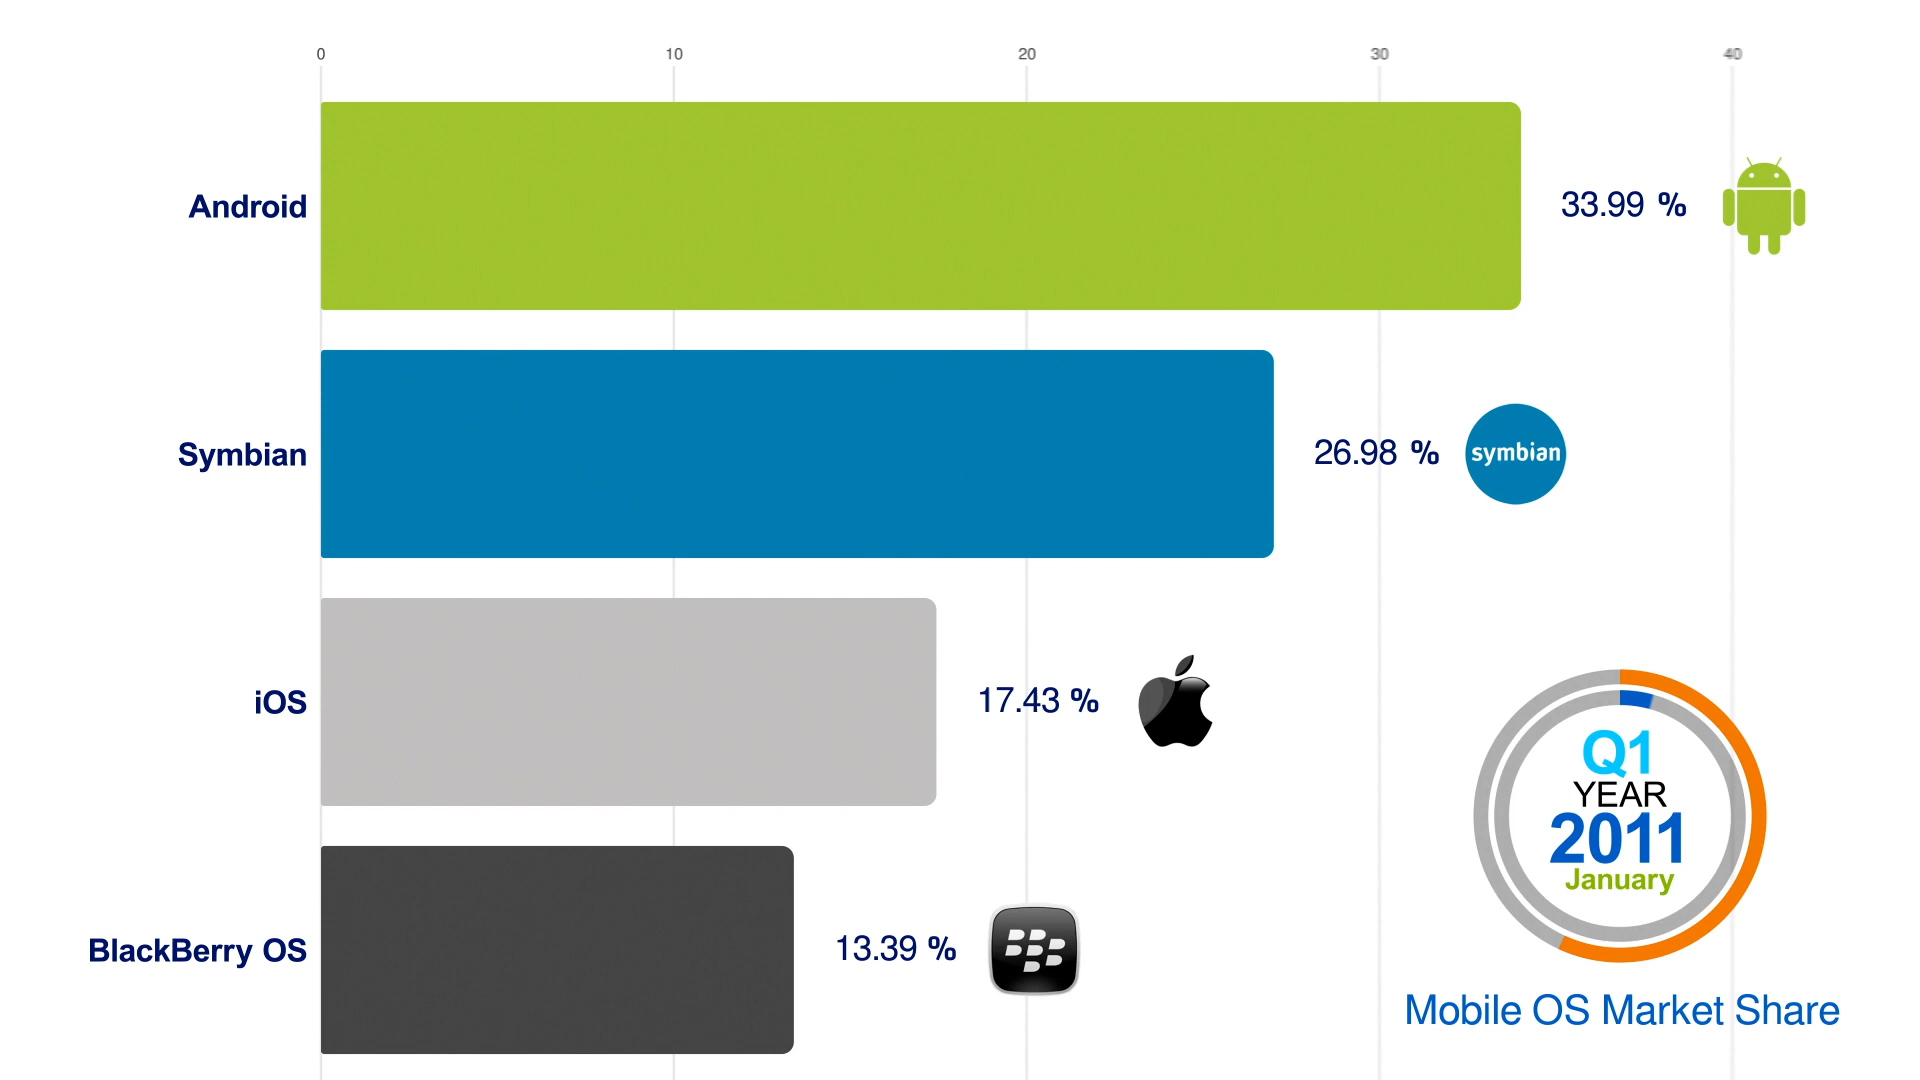 0 10 20 30 40
Android 33.99 %
Symbian 26.98 % symbian
iOS 17.43 %
BlackBerry OS 13.39 %
Q1
YEAR
2011
January
Mobile OS Market Share